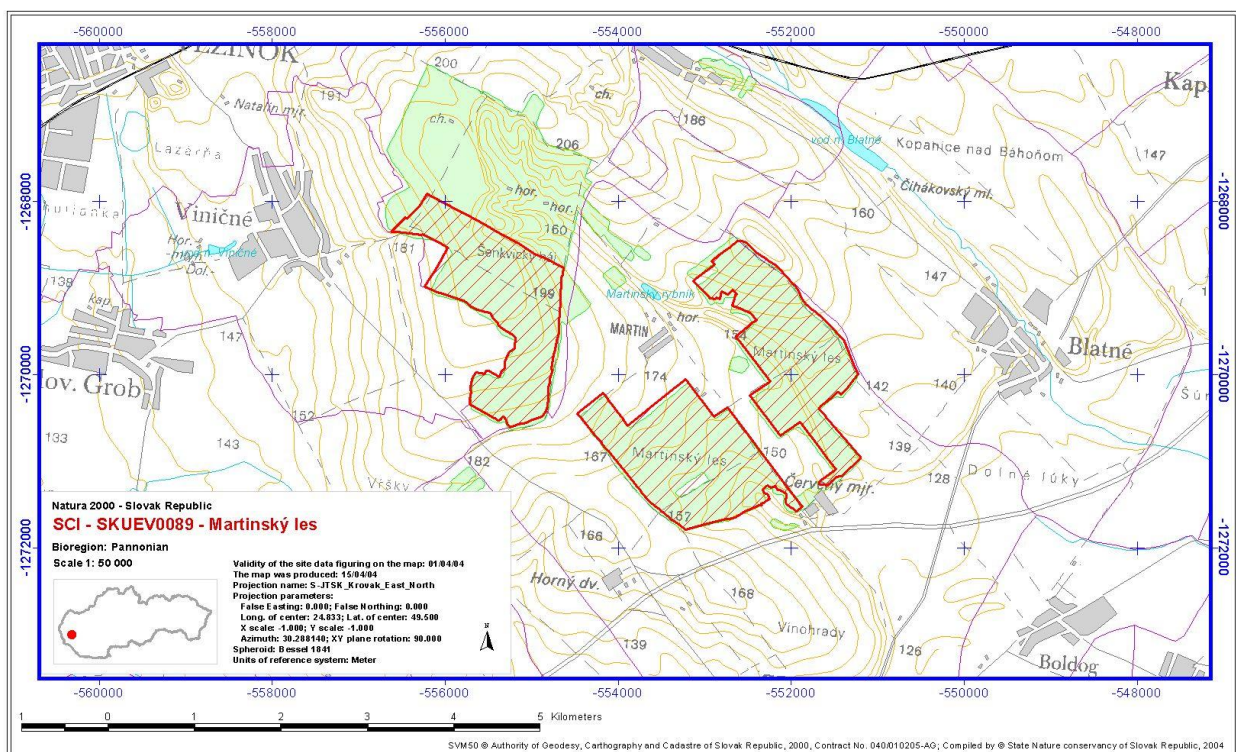 -560000 -558000 -556000 -554000 -552000 -550000 -548000
-1268000
-1270000
-1272000
200
ch.
191
Natalín mjr.
ch.
206
186
Kap
vod. n. Blatné
Kopanice nad Báhoňom
147
Lazárňa
Čihákovský ml.
hor.
Viničné
hor.
160
160
181
Šenkvický háj
Hor.
Dol.
138
199
147
kap.
Martinský rybník
hor.
MARTIN
154
147
Martinský les
Blatné
ov. Grob
174
142
140
152
133
143
182
167
Martinský les
150
139
128
Dolné lúky
Vŕšky
Červený mjr.
157
166
Horný dv.
168
139
Vinohrady
126
Boldog
Natura 2000 - Slovak Republic
SCI - SKUEV0089 - Martinský les
Bioregion: Pannonian
Scale 1: 50 000
Validity of the site data figuring on the map: 01/04/04
The map was produced: 15/04/04
Projection name: S-JTSK_Krovak_East_North
Projection parameters:
False Easting: 0.000; False Northing: 0.000
Long. of center: 24.833; Lat. of center: 49.500
X scale: -1.000; Y scale: -1.000
Azimuth: 30.288140; XY plane rotation: 90.000
Spheroid: Bessel 1841
Units of reference system: Meter
N
-1268000
-1270000
-1272000
-560000 -558000 -556000 -554000 -552000 -550000 -548000
1 0 1 2 3 4 5 Kilometers
SVM50 © Authority of Geodesy, Carthography and Cadastre of Slovak Republic, 2000, Contract No. 040/010205-AG; Compiled by © State Nature conservancy of Slovak Republic, 2004